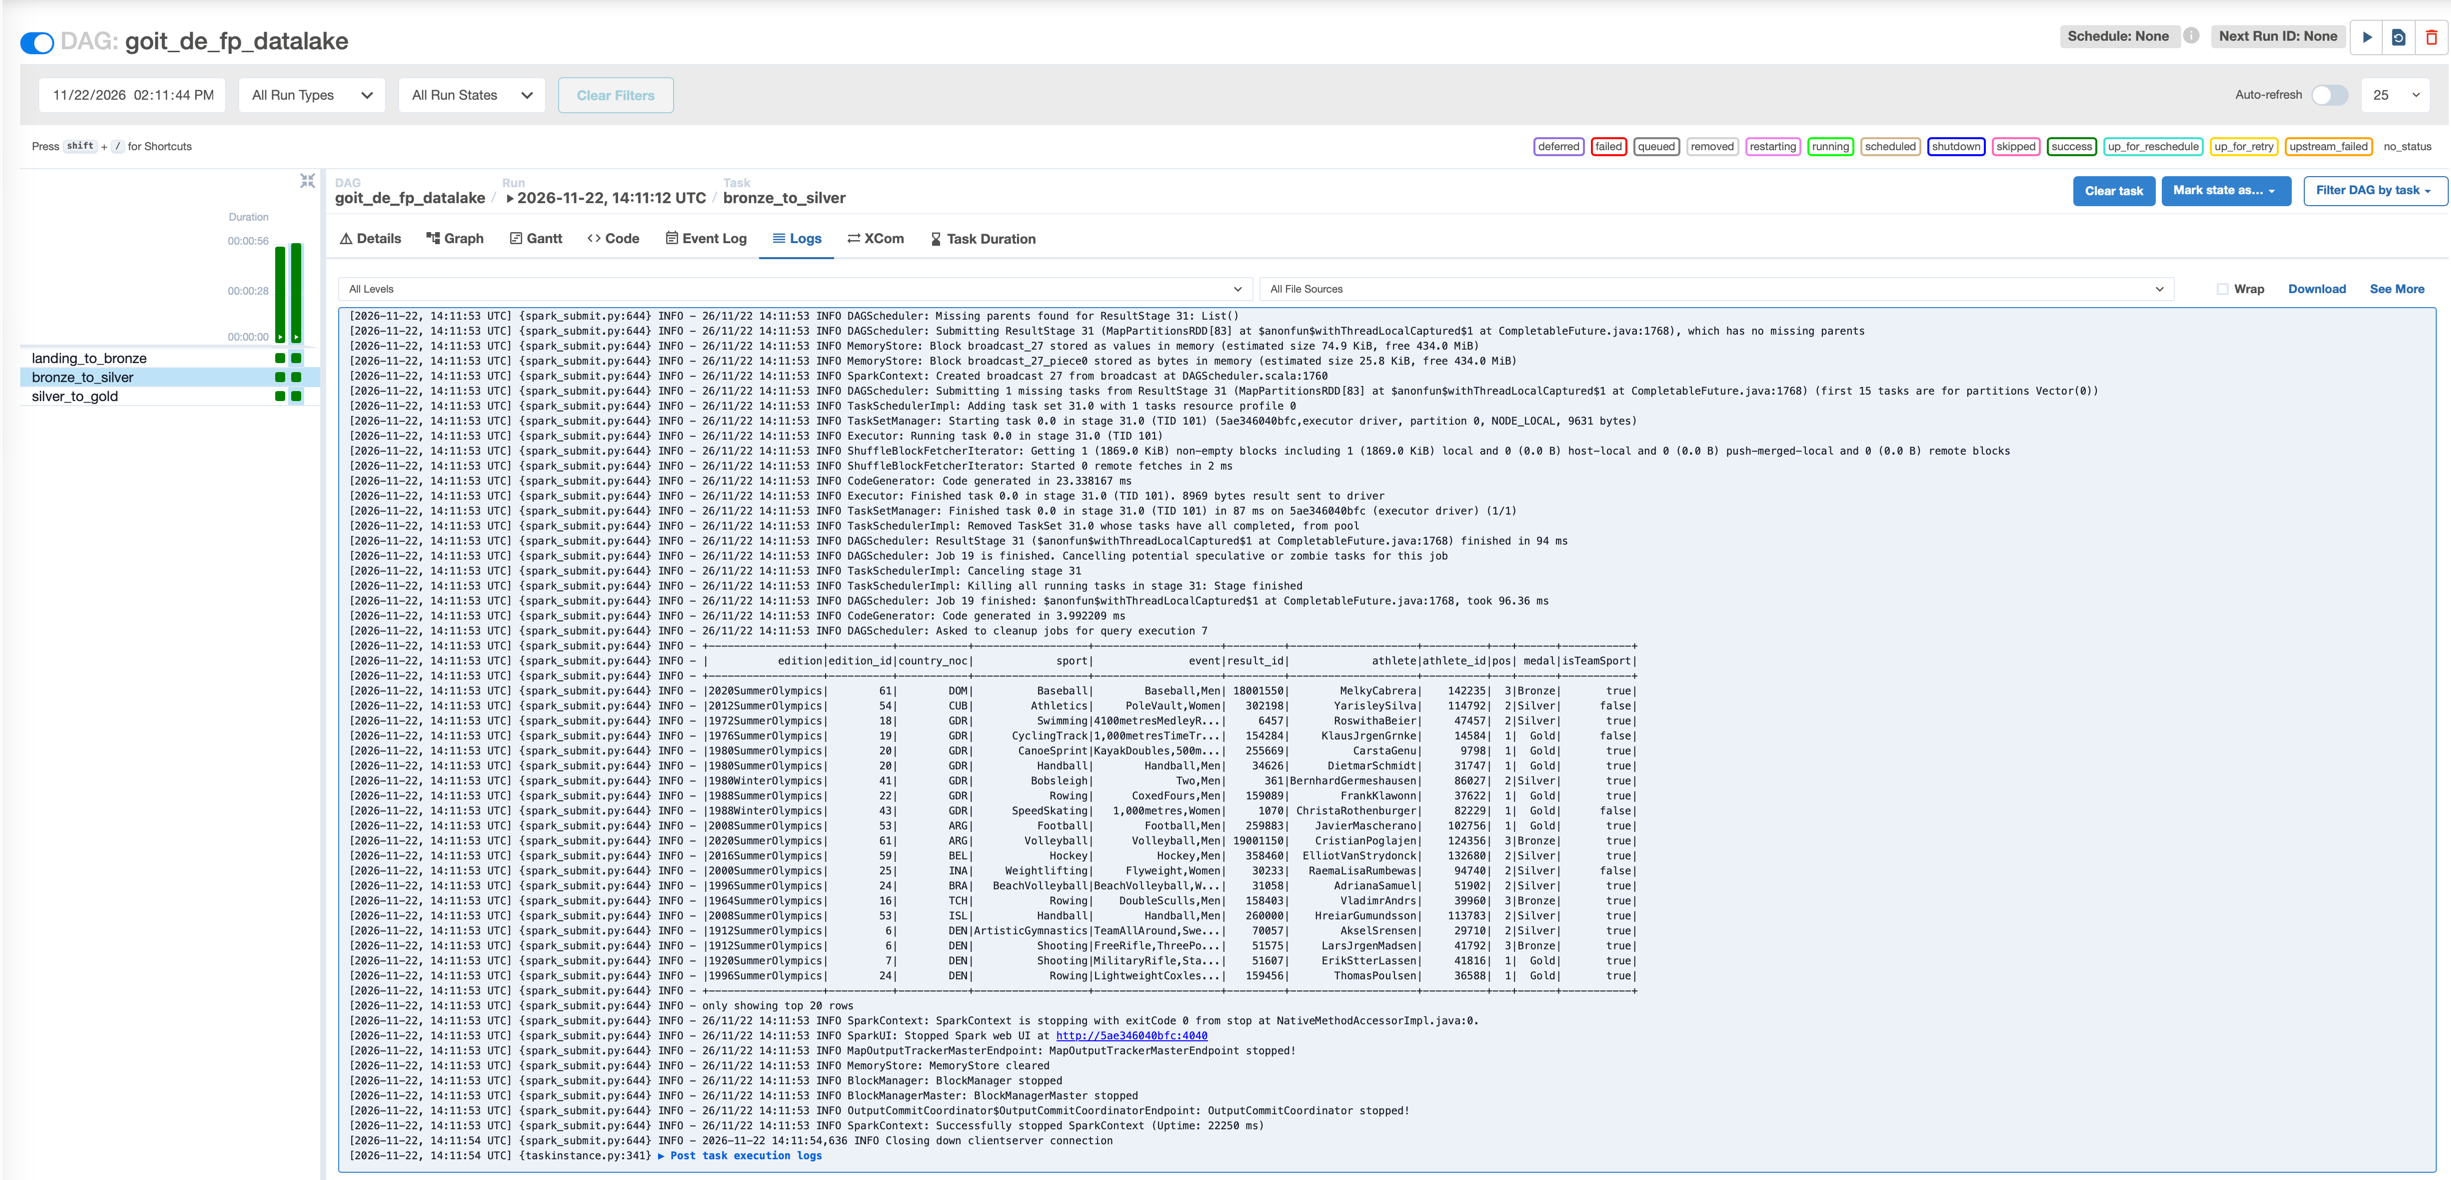 DAG: goit_de_fp_datalake
Schedule: None
Next Run ID: None
11/22/2026 02:11:44 PM
All Run Types
All Run States
Clear Filters
Auto-refresh
25
Press shift + / for Shortcuts
deferred
failed
queued
removed
restarting
running
scheduled
shutdown
skipped
success
up_for_reschedule
up_for_retry
upstream_failed
no_status
Duration
00:00:56
00:00:28
00:00:00
landing_to_bronze
bronze_to_silver
silver_to_gold
DAG
goit_de_fp_datalake
/
Run
2026-11-22, 14:11:12 UTC
/
Task
bronze_to_silver
Clear task
Mark state as...
Filter DAG by task
Details
Graph
Gantt
Code
Event Log
Logs
XCom
Task Duration
All Levels
All File Sources
Wrap
Download
See More
[2026-11-22, 14:11:53 UTC] {spark_submit.py:644} INFO - 26/11/22 14:11:53 INFO DAGScheduler: Missing parents found for ResultStage 31: List()
[2026-11-22, 14:11:53 UTC] {spark_submit.py:644} INFO - 26/11/22 14:11:53 INFO DAGScheduler: Submitting ResultStage 31 (MapPartitionsRDD[83] at $anonfun$withThreadLocalCaptured$1 at CompletableFuture.java:1768), which has no missing parents
[2026-11-22, 14:11:53 UTC] {spark_submit.py:644} INFO - 26/11/22 14:11:53 INFO MemoryStore: Block broadcast_27 stored as values in memory (estimated size 74.9 KiB, free 434.0 MiB)
[2026-11-22, 14:11:53 UTC] {spark_submit.py:644} INFO - 26/11/22 14:11:53 INFO MemoryStore: Block broadcast_27_piece0 stored as bytes in memory (estimated size 25.8 KiB, free 434.0 MiB)
[2026-11-22, 14:11:53 UTC] {spark_submit.py:644} INFO - 26/11/22 14:11:53 INFO SparkContext: Created broadcast 27 from broadcast at DAGScheduler.scala:1760
[2026-11-22, 14:11:53 UTC] {spark_submit.py:644} INFO - 26/11/22 14:11:53 INFO DAGScheduler: Submitting 1 missing tasks from ResultStage 31 (MapPartitionsRDD[83] at $anonfun$withThreadLocalCaptured$1 at CompletableFuture.java:1768) (first 15 tasks are for partitions Vector(0))
[2026-11-22, 14:11:53 UTC] {spark_submit.py:644} INFO - 26/11/22 14:11:53 INFO TaskSchedulerImpl: Adding task set 31.0 with 1 tasks resource profile 0
[2026-11-22, 14:11:53 UTC] {spark_submit.py:644} INFO - 26/11/22 14:11:53 INFO TaskSetManager: Starting task 0.0 in stage 31.0 (TID 101) (5ae346040bfc,executor driver, partition 0, NODE_LOCAL, 9631 bytes)
[2026-11-22, 14:11:53 UTC] {spark_submit.py:644} INFO - 26/11/22 14:11:53 INFO Executor: Running task 0.0 in stage 31.0 (TID 101)
[2026-11-22, 14:11:53 UTC] {spark_submit.py:644} INFO - 26/11/22 14:11:53 INFO ShuffleBlockFetcherIterator: Getting 1 (1869.0 KiB) non-empty blocks including 1 (1869.0 KiB) local and 0 (0.0 B) host-local and 0 (0.0 B) push-merged-local and 0 (0.0 B) remote blocks
[2026-11-22, 14:11:53 UTC] {spark_submit.py:644} INFO - 26/11/22 14:11:53 INFO ShuffleBlockFetcherIterator: Started 0 remote fetches in 2 ms
[2026-11-22, 14:11:53 UTC] {spark_submit.py:644} INFO - 26/11/22 14:11:53 INFO CodeGenerator: Code generated in 23.338167 ms
[2026-11-22, 14:11:53 UTC] {spark_submit.py:644} INFO - 26/11/22 14:11:53 INFO Executor: Finished task 0.0 in stage 31.0 (TID 101). 8969 bytes result sent to driver
[2026-11-22, 14:11:53 UTC] {spark_submit.py:644} INFO - 26/11/22 14:11:53 INFO TaskSetManager: Finished task 0.0 in stage 31.0 (TID 101) in 87 ms on 5ae346040bfc (executor driver) (1/1)
[2026-11-22, 14:11:53 UTC] {spark_submit.py:644} INFO - 26/11/22 14:11:53 INFO TaskSchedulerImpl: Removed TaskSet 31.0 whose tasks have all completed, from pool
[2026-11-22, 14:11:53 UTC] {spark_submit.py:644} INFO - 26/11/22 14:11:53 INFO DAGScheduler: ResultStage 31 ($anonfun$withThreadLocalCaptured$1 at CompletableFuture.java:1768) finished in 94 ms
[2026-11-22, 14:11:53 UTC] {spark_submit.py:644} INFO - 26/11/22 14:11:53 INFO DAGScheduler: Job 19 is finished. Cancelling potential speculative or zombie tasks for this job
[2026-11-22, 14:11:53 UTC] {spark_submit.py:644} INFO - 26/11/22 14:11:53 INFO TaskSchedulerImpl: Canceling stage 31
[2026-11-22, 14:11:53 UTC] {spark_submit.py:644} INFO - 26/11/22 14:11:53 INFO TaskSchedulerImpl: Killing all running tasks in stage 31: Stage finished
[2026-11-22, 14:11:53 UTC] {spark_submit.py:644} INFO - 26/11/22 14:11:53 INFO DAGScheduler: Job 19 finished: $anonfun$withThreadLocalCaptured$1 at CompletableFuture.java:1768, took 96.36 ms
[2026-11-22, 14:11:53 UTC] {spark_submit.py:644} INFO - 26/11/22 14:11:53 INFO CodeGenerator: Code generated in 3.992209 ms
[2026-11-22, 14:11:53 UTC] {spark_submit.py:644} INFO - 26/11/22 14:11:53 INFO DAGScheduler: Asked to cleanup jobs for query execution 7
[2026-11-22, 14:11:53 UTC] {spark_submit.py:644} INFO - +-----------------+----------+-----------+------------------+--------------------+---------+--------------------+----------+---+------+-----------+
[2026-11-22, 14:11:53 UTC] {spark_submit.py:644} INFO - | edition|edition_id|country_noc| sport| event|result_id| athlete|athlete_id|pos| medal|isTeamSport|
[2026-11-22, 14:11:53 UTC] {spark_submit.py:644} INFO - +-----------------+----------+-----------+------------------+--------------------+---------+--------------------+----------+---+------+-----------+
[2026-11-22, 14:11:53 UTC] {spark_submit.py:644} INFO - |2020SummerOlympics| 61| DOM| Baseball| Baseball,Men| 18001550| MelkyCabrera| 142235| 3|Bronze| true|
[2026-11-22, 14:11:53 UTC] {spark_submit.py:644} INFO - |2012SummerOlympics| 54| CUB| Athletics| PoleVault,Women| 302198| YarisleySilva| 114792| 2|Silver| false|
[2026-11-22, 14:11:53 UTC] {spark_submit.py:644} INFO - |1972SummerOlympics| 18| GDR| Swimming|4100metresMedleyR...| 6457| RoswithaBeier| 47457| 2|Silver| true|
[2026-11-22, 14:11:53 UTC] {spark_submit.py:644} INFO - |1976SummerOlympics| 19| GDR| CyclingTrack|1,000metresTimeTr...| 154284| KlausJrgenGrnke| 14584| 1| Gold| false|
[2026-11-22, 14:11:53 UTC] {spark_submit.py:644} INFO - |1980SummerOlympics| 20| GDR| CanoeSprint|KayakDoubles,500m...| 255669| CarstaGenu| 9798| 1| Gold| true|
[2026-11-22, 14:11:53 UTC] {spark_submit.py:644} INFO - |1980SummerOlympics| 20| GDR| Handball| Handball,Men| 34626| DietmarSchmidt| 31747| 1| Gold| true|
[2026-11-22, 14:11:53 UTC] {spark_submit.py:644} INFO - |1980WinterOlympics| 41| GDR| Bobsleigh| Two,Men| 361|BernhardGermeshausen| 86027| 2|Silver| true|
[2026-11-22, 14:11:53 UTC] {spark_submit.py:644} INFO - |1988SummerOlympics| 22| GDR| Rowing| CoxedFours,Men| 159089| FrankKlawonn| 37622| 1| Gold| true|
[2026-11-22, 14:11:53 UTC] {spark_submit.py:644} INFO - |1988WinterOlympics| 43| GDR| SpeedSkating| 1,000metres,Women| 1070| ChristaRothenburger| 82229| 1| Gold| false|
[2026-11-22, 14:11:53 UTC] {spark_submit.py:644} INFO - |2008SummerOlympics| 53| ARG| Football| Football,Men| 259883| JavierMascherano| 102756| 1| Gold| true|
[2026-11-22, 14:11:53 UTC] {spark_submit.py:644} INFO - |2020SummerOlympics| 61| ARG| Volleyball| Volleyball,Men| 19001150| CristianPoglajen| 124356| 3|Bronze| true|
[2026-11-22, 14:11:53 UTC] {spark_submit.py:644} INFO - |2016SummerOlympics| 59| BEL| Hockey| Hockey,Men| 358460| ElliotVanStrydonck| 132680| 2|Silver| true|
[2026-11-22, 14:11:53 UTC] {spark_submit.py:644} INFO - |2000SummerOlympics| 25| INA| Weightlifting| Flyweight,Women| 30233| RaemaLisaRumbewas| 94740| 2|Silver| false|
[2026-11-22, 14:11:53 UTC] {spark_submit.py:644} INFO - |1996SummerOlympics| 24| BRA| BeachVolleyball|BeachVolleyball,W...| 31058| AdrianaSamuel| 51902| 2|Silver| true|
[2026-11-22, 14:11:53 UTC] {spark_submit.py:644} INFO - |1964SummerOlympics| 16| TCH| Rowing| DoubleSculls,Men| 158403| VladimrAndrs| 39960| 3|Bronze| true|
[2026-11-22, 14:11:53 UTC] {spark_submit.py:644} INFO - |2008SummerOlympics| 53| ISL| Handball| Handball,Men| 260000| HreiarGumundsson| 113783| 2|Silver| true|
[2026-11-22, 14:11:53 UTC] {spark_submit.py:644} INFO - |1912SummerOlympics| 6| DEN|ArtisticGymnastics|TeamAllAround,Swe...| 70057| AkselSrensen| 29710| 2|Silver| true|
[2026-11-22, 14:11:53 UTC] {spark_submit.py:644} INFO - |1912SummerOlympics| 6| DEN| Shooting|FreeRifle,ThreePo...| 51575| LarsJrgenMadsen| 41792| 3|Bronze| true|
[2026-11-22, 14:11:53 UTC] {spark_submit.py:644} INFO - |1920SummerOlympics| 7| DEN| Shooting|MilitaryRifle,Sta...| 51607| ErikStterLassen| 41816| 1| Gold| true|
[2026-11-22, 14:11:53 UTC] {spark_submit.py:644} INFO - |1996SummerOlympics| 24| DEN| Rowing|LightweightCoxles...| 159456| ThomasPoulsen| 36588| 1| Gold| true|
[2026-11-22, 14:11:53 UTC] {spark_submit.py:644} INFO - +-----------------+----------+-----------+------------------+--------------------+---------+--------------------+----------+---+------+-----------+
[2026-11-22, 14:11:53 UTC] {spark_submit.py:644} INFO - only showing top 20 rows
[2026-11-22, 14:11:53 UTC] {spark_submit.py:644} INFO - 26/11/22 14:11:53 INFO SparkContext: SparkContext is stopping with exitCode 0 from stop at NativeMethodAccessorImpl.java:0.
[2026-11-22, 14:11:53 UTC] {spark_submit.py:644} INFO - 26/11/22 14:11:53 INFO SparkUI: Stopped Spark web UI at http://5ae346040bfc:4040
[2026-11-22, 14:11:53 UTC] {spark_submit.py:644} INFO - 26/11/22 14:11:53 INFO MapOutputTrackerMasterEndpoint: MapOutputTrackerMasterEndpoint stopped!
[2026-11-22, 14:11:53 UTC] {spark_submit.py:644} INFO - 26/11/22 14:11:53 INFO MemoryStore: MemoryStore cleared
[2026-11-22, 14:11:53 UTC] {spark_submit.py:644} INFO - 26/11/22 14:11:53 INFO BlockManager: BlockManager stopped
[2026-11-22, 14:11:53 UTC] {spark_submit.py:644} INFO - 26/11/22 14:11:53 INFO BlockManagerMaster: BlockManagerMaster stopped
[2026-11-22, 14:11:53 UTC] {spark_submit.py:644} INFO - 26/11/22 14:11:53 INFO OutputCommitCoordinator$OutputCommitCoordinatorEndpoint: OutputCommitCoordinator stopped!
[2026-11-22, 14:11:53 UTC] {spark_submit.py:644} INFO - 26/11/22 14:11:53 INFO SparkContext: Successfully stopped SparkContext (Uptime: 22250 ms)
[2026-11-22, 14:11:54 UTC] {spark_submit.py:644} INFO - 2026-11-22 14:11:54,636 INFO Closing down clientserver connection
[2026-11-22, 14:11:54 UTC] {taskinstance.py:341} ▶ Post task execution logs